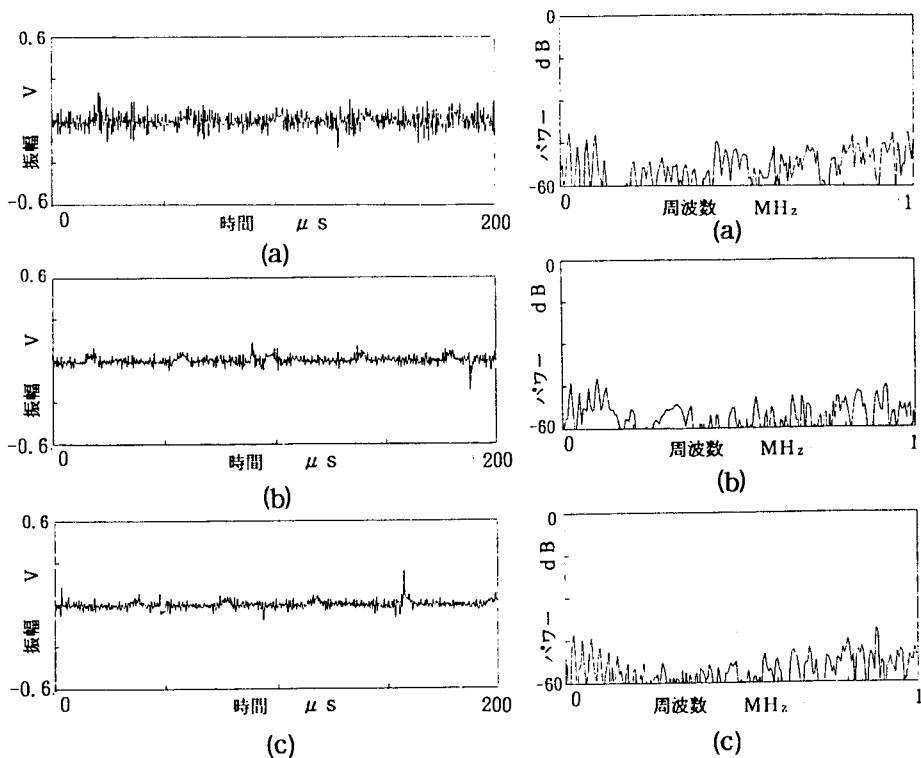 0.6
V
振幅
-0.6
0
時間 μs
200
(a)
0
dB
パワー
-60
0
周波数 MHz
1
(a)
0.6
V
振幅
-0.6
0
時間 μs
200
(b)
0
dB
パワー
-60
0
周波数 MHz
1
(b)
0.6
V
振幅
-0.6
0
時間 μs
200
(c)
0
dB
パワー
-60
0
周波数 MHz
1
(c)